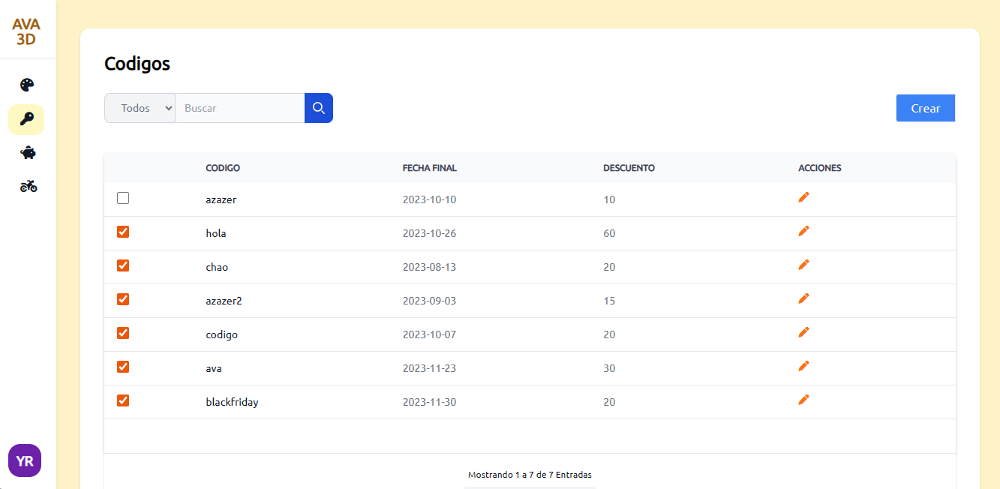 AVA
3D
Codigos
Todos Buscar Crear
CODIGO FECHA FINAL DESCUENTO ACCIONES
azazer 2023-10-10 10
hola 2023-10-26 60
chao 2023-08-13 20
azazer2 2023-09-03 15
codigo 2023-10-07 20
ava 2023-11-23 30
blackfriday 2023-11-30 20
Mostrando 1 a 7 de 7 Entradas
YR